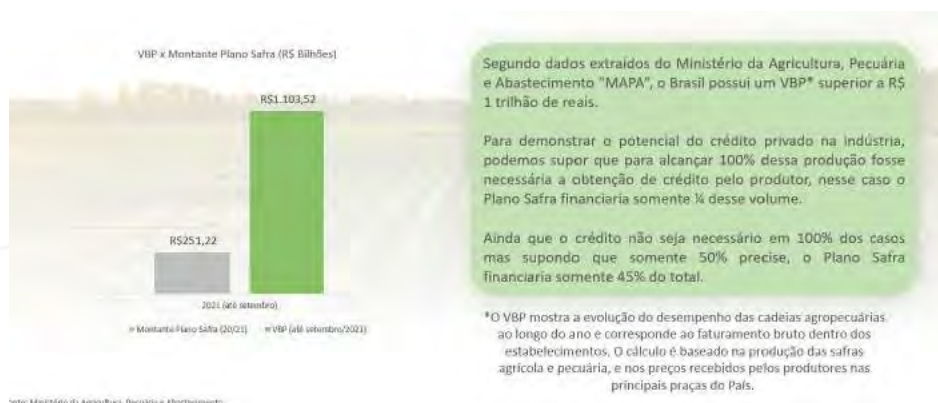 VBP x Montante Plano Safra (R$ Bilhões)
R$1.103,52
R$251,22
2021 (até setembro)
Montante Plano Safra (20/21) VBP (até setembro/2021)
Segundo dados extraidos do Ministério da Agricultura, Pecuária
e Abastecimento "MAPA", o Brasil possui um VBP* superior a R$
1 trilhão de reais.
Para demonstrar o potencial do crédito privado na indústria,
podemos supor que para alcançar 100% dessa produção fosse
necessária a obtenção de crédito pelo produtor, nesse caso o
Plano Safra financiaria somente ¼ desse volume.
Ainda que o crédito não seja necessário em 100% dos casos
mas supondo que somente 50% precise, o Plano Safra
financiaria somente 45% do total.
*O VBP mostra a evolução do desempenho das cadeias agropecuárias
ao longo do ano e corresponde ao faturamento bruto dentro dos
estabelecimentos. O cálculo é baseado na produção das safras
agrícola e pecuária, e nos preços recebidos pelos produtores nas
principais praças do País.
Ministério da Agricultura, Pecuária e Abastecimento